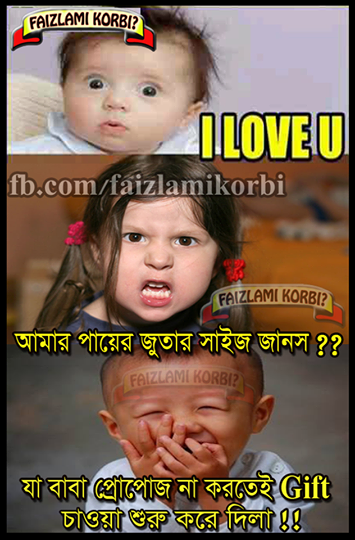 FAIZLAMI KORBI?
I LOVE U
fb.com/faizlamikorbi
FAIZLAMI KORBI?
আমার পায়ের জুতার সাইজ জানস ??
FAIZLAMI KORBI?
যা বাবা প্রোপোজ না করতেই Gift
চাওয়া শুরু করে দিলা !!